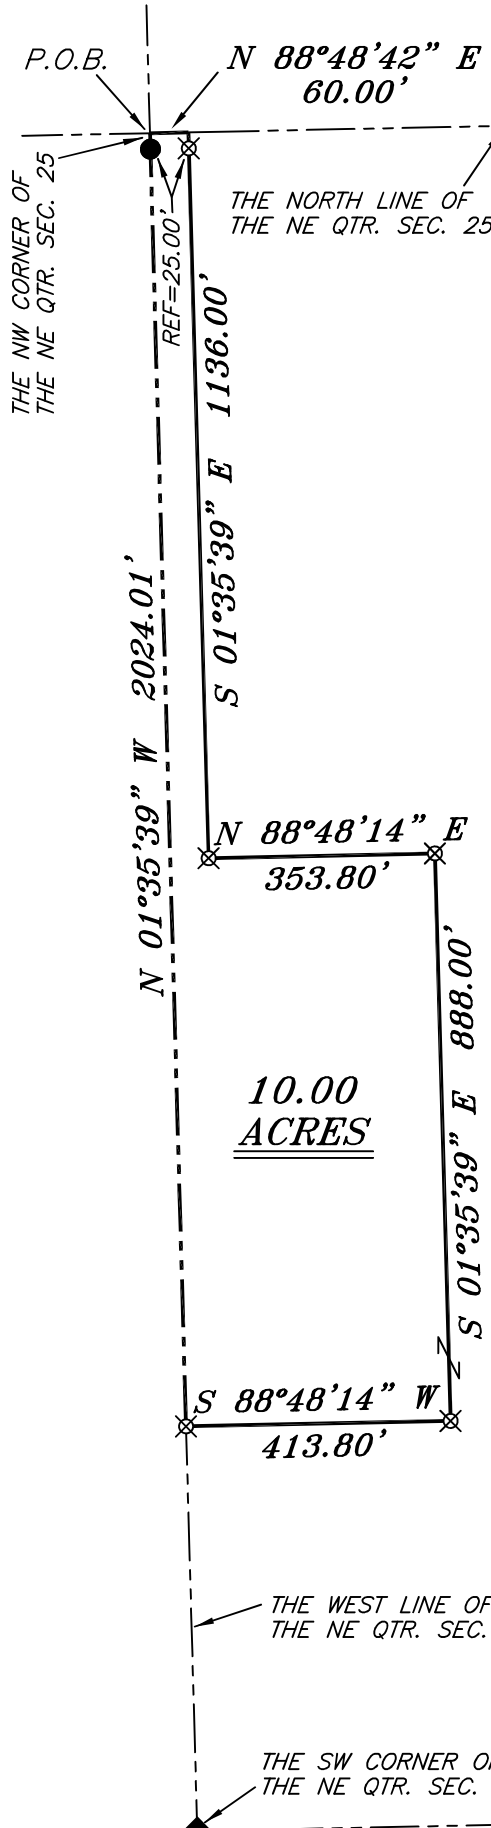 P.O.B.
N 88°48'42" E
60.00'
THE NW CORNER OF
THE NE QTR. SEC. 25
THE NORTH LINE OF
THE NE QTR. SEC. 25
REF=25.00'
S 01°35'39" E 1136.00'
N 01°35'39" W 2024.01'
N 88°48'14" E
353.80'
S 01°35'39" E 888.00'
10.00
ACRES
S 88°48'14" W
413.80'
THE WEST LINE OF
THE NE QTR. SEC.
THE SW CORNER OF
THE NE QTR. SEC.